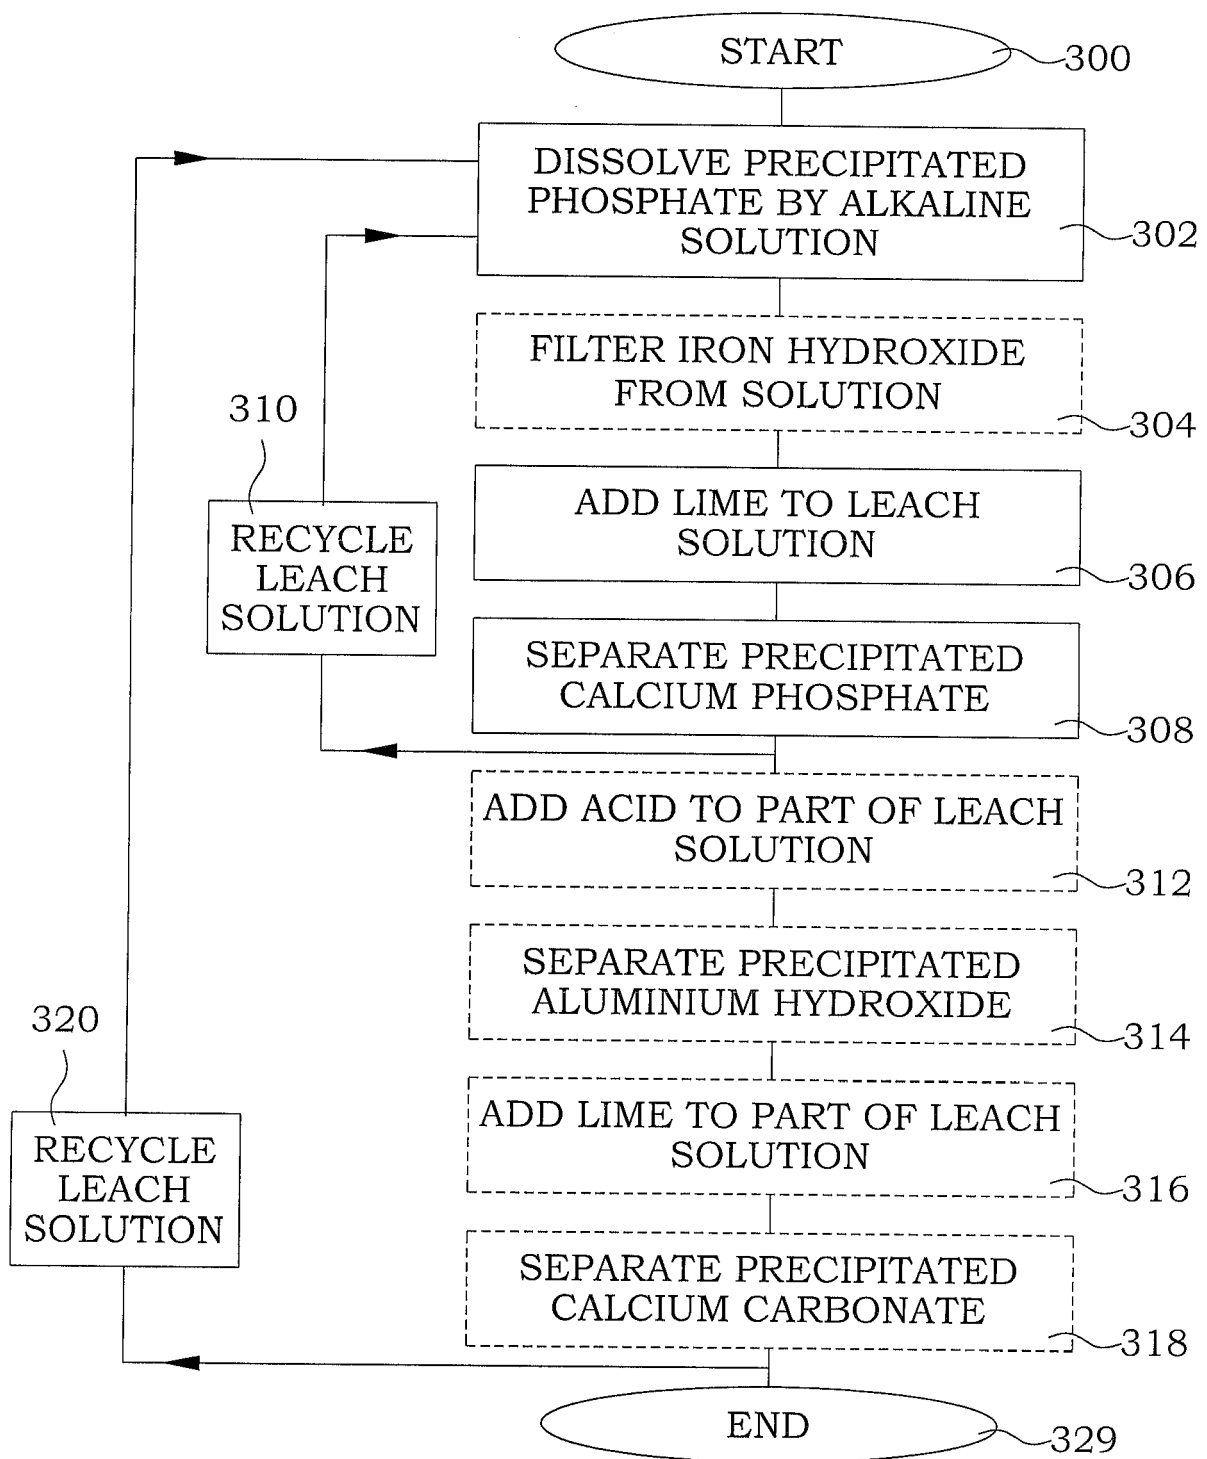 START
300
DISSOLVE PRECIPITATED
PHOSPHATE BY ALKALINE
SOLUTION
302
FILTER IRON HYDROXIDE
FROM SOLUTION
304
310
RECYCLE
LEACH
SOLUTION
ADD LIME TO LEACH
SOLUTION
306
SEPARATE PRECIPITATED
CALCIUM PHOSPHATE
308
ADD ACID TO PART OF LEACH
SOLUTION
312
SEPARATE PRECIPITATED
ALUMINIUM HYDROXIDE
314
320
RECYCLE
LEACH
SOLUTION
ADD LIME TO PART OF LEACH
SOLUTION
316
SEPARATE PRECIPITATED
CALCIUM CARBONATE
318
END
329